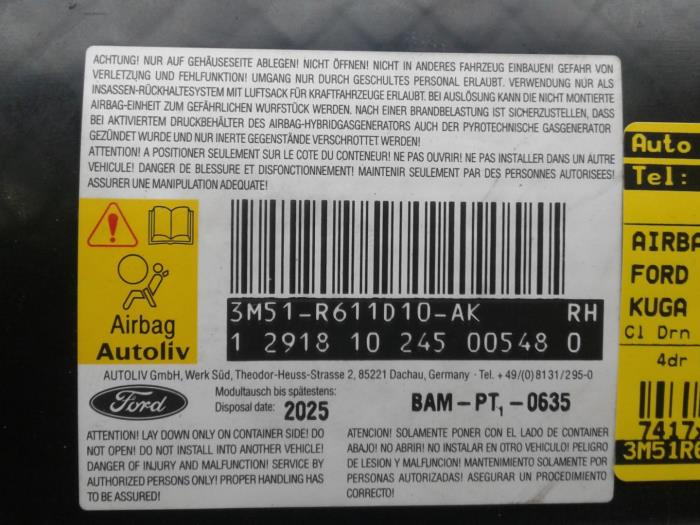 ACHTUNG! NUR AUF GEHÄUSESEITE ABLEGEN! NICHT ÖFFNEN! NICHT IN ANDERES FAHRZEUG EINBAUEN! GEFAHR VON
VERLETZUNG UND FEHLFUNKTION! UMGANG NUR DURCH GESCHULTES PERSONAL ERLAUBT. VERWENDUNG NUR ALS
INSASSEN-RÜCKHALTESYSTEM MIT LUFTSACK FÜR KRAFTFAHRZEUGE ERLAUBT. BEI AUSLÖSUNG KANN DIE NICHT MONTIERTE
AIRBAG-EINHEIT ZUM GEFÄHRLICHEN WURFSTÜCK WERDEN. NACH EINER BRANDBELASTUNG IST SICHERZUSTELLEN, DASS
BEI AKTIVIERTEM DRUCKBEHÄLTER DES AIRBAG-HYBRIDGASGENERATORS AUCH DER PYROTECHNISCHE GASGENERATOR
GEZÜNDET WURDE UND NUR INERTE GEGENSTÄNDE VERSCHROTTET WERDEN!
ATTENTION! A POSITIONER SEULEMENT SUR LE COTE DU CONTENEUR! NE PAS OUVRIR! NE PAS INSTALLER DANS UN AUTRE
VEHICULE! DANGER DE BLESSURE ET DISFONCTIONNEMENT! MAINTENIR SEULEMENT PAR DES PERSONNES AUTORISEES!
ASSURER UNE MANIPULATION ADEQUATE!
Airbag
Autoliv
3M51-R611D10-AK RH
1 2918 10 245 00548 0
AUTOLIV GmbH, Werk Süd, Theodor-Heuss-Strasse 2, 85221 Dachau, Germany · Tel. +49/(0) 8131/295-0
Ford
Modultausch bis spätestens:
Disposal date: 2025
BAM-PT₁-0635
ATTENTION! LAY DOWN ONLY ON CONTAINER SIDE! DO
NOT OPEN! DO NOT INSTALL INTO ANOTHER VEHICLE!
DANGER OF INJURY AND MALFUNCTION! SERVICE BY
AUTHORIZED PERSONS ONLY! PROPER HANDLING HAS
TO BE ENSURED!
ATENCION! SOLAMENTE PONER CON EL LADO DE CONTAINER
ABAJO! NO ABRIR! NO INSTALAR EN OTRO VEHICULO! PELIGRO
DE LESION Y MALFUNCION! MANTENIMIENTO SOLAMENTE POR
PERSONAS AUTORIZADAS! ASEGURAR UN PROCEDIMIENTO
CORRECTO!
Auto
Tel:
AIRBA
FORD
KUGA
Cl Drn
4dr
7417
3M51R6